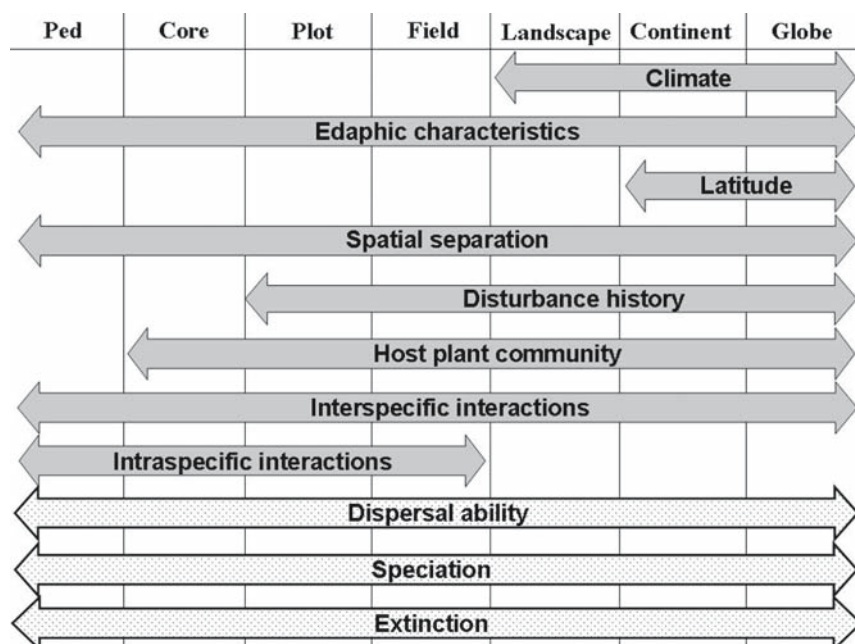 Ped Core Plot Field Landscape Continent Globe
Climate
Edaphic characteristics
Latitude
Spatial separation
Disturbance history
Host plant community
Interspecific interactions
Intraspecific interactions
Dispersal ability
Speciation
Extinction